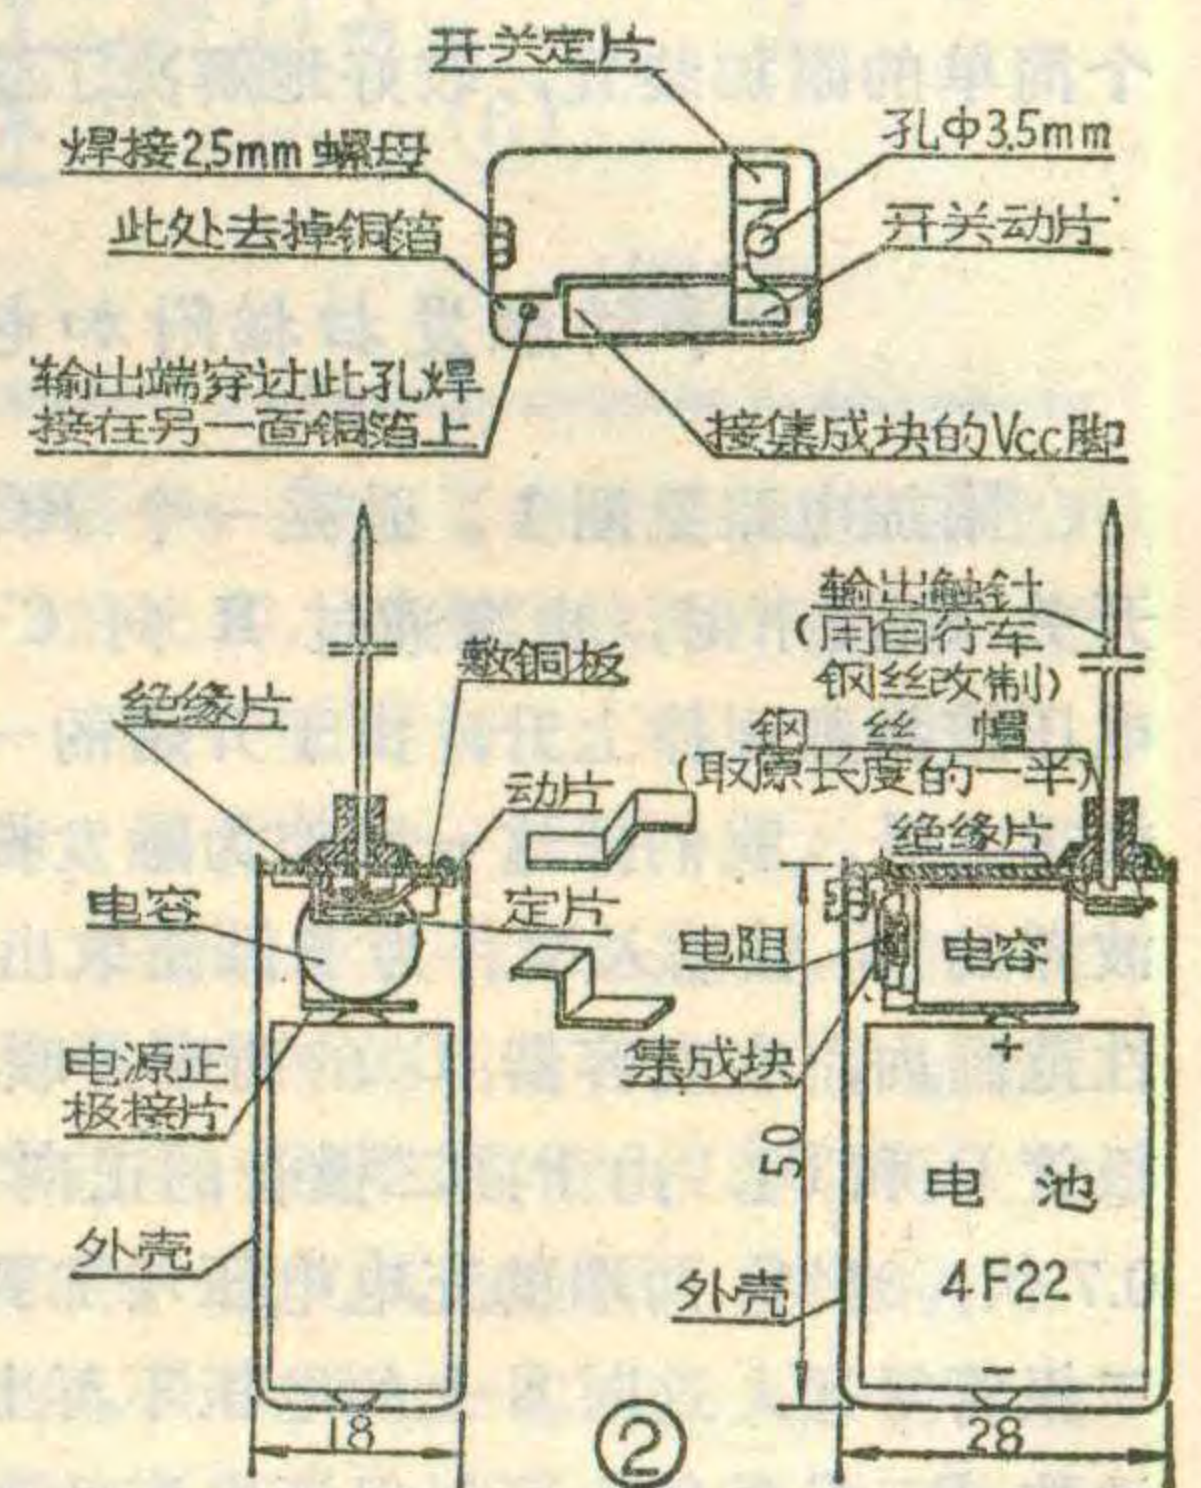 开关定片
焊接2.5mm螺母
孔Φ3.5mm
此处去掉铜箔
开关动片
输出端穿过此孔焊
接在另一面铜箔上
接集成块的Vcc脚
输出触针
(用自行车
钢丝改制)
敷铜板
绝缘片
钢丝帽
(取原长度的一半)
动片
绝缘片
电容
定片
电阻
电容
集成块
+
电源正
极接片
50
电 池
4F22
外壳
外壳
-
18
②
28